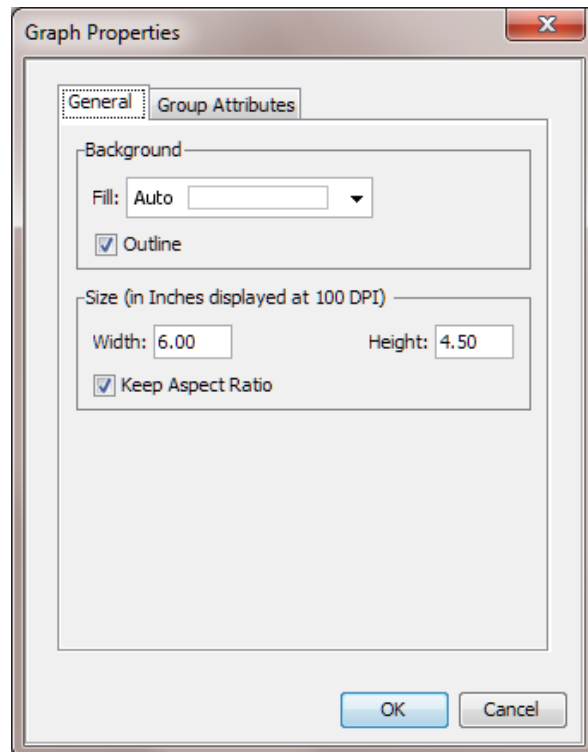 Graph Properties
General Group Attributes
Background
Fill: Auto
Outline
Size (in Inches displayed at 100 DPI)
Width: 6.00 Height: 4.50
Keep Aspect Ratio
OK Cancel